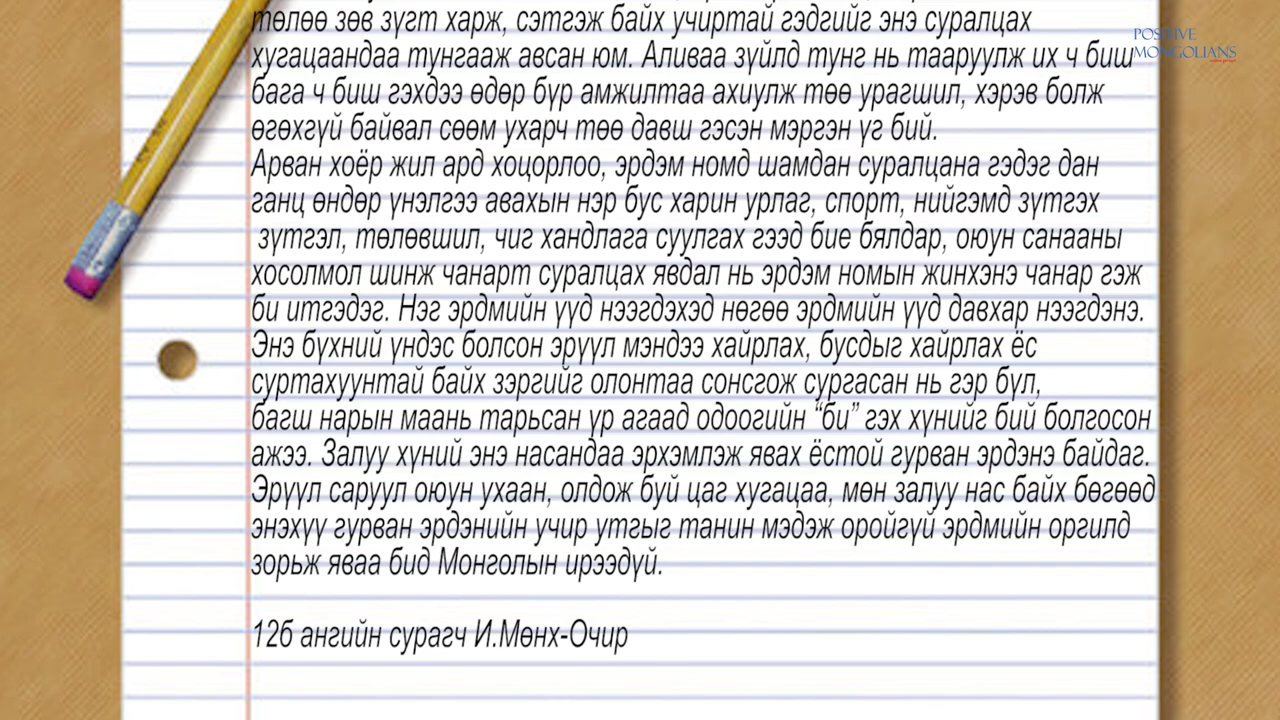 төлөө зөв зүгт харж, сэтгэж байх учиртай гэдгийг энэ суралцах
хугацаандаа тунгааж авсан юм. Аливаа зүйлд тунг нь тааруулж их ч биш
бага ч биш гэхдээ өдөр бүр амжилтаа ахиулж төө урагшил, хэрэв болж
өгөхгүй байвал сөөм ухарч төө давш гэсэн мэргэн үг бий.
Арван хоёр жил ард хоцорлоо, эрдэм номд шамдан суралцана гэдэг дан
ганц өндөр үнэлгээ авахын нэр бус харин урлаг, спорт, нийгэмд зүтгэх
зүтгэл, төлөвшил, чиг хандлага суулгах гээд бие бялдар, оюун санааны
хосолмол шинж чанарт суралцах явдал нь эрдэм номын жинхэнэ чанар гэж
би итгэдэг. Нэг эрдмийн үүд нээгдэхэд нөгөө эрдмийн үүд давхар нээгдэнэ.
Энэ бүхний үндэс болсон эрүүл мэндээ хайрлах, бусдыг хайрлах ёс
суртахуунтай байх зэргийг олонтаа сонсгож сургасан нь гэр бүл,
багш нарын маань тарьсан үр агаад одоогийн “би” гэх хүнийг бий болгосон
ажээ. Залуу хүний энэ насандаа эрхэмлэж явах ёстой гурван эрдэнэ байдаг.
Эрүүл саруул оюун ухаан, олдож буй цаг хугацаа, мөн залуу нас байх бөгөөд
энэхүү гурван эрдэнийн учир утгыг танин мэдэж оройгүй эрдмийн оргилд
зорьж яваа бид Монголын ирээдүй.
12б ангийн сурагч И.Мөнх-Очир
POSITIVE
MONGOLIANS